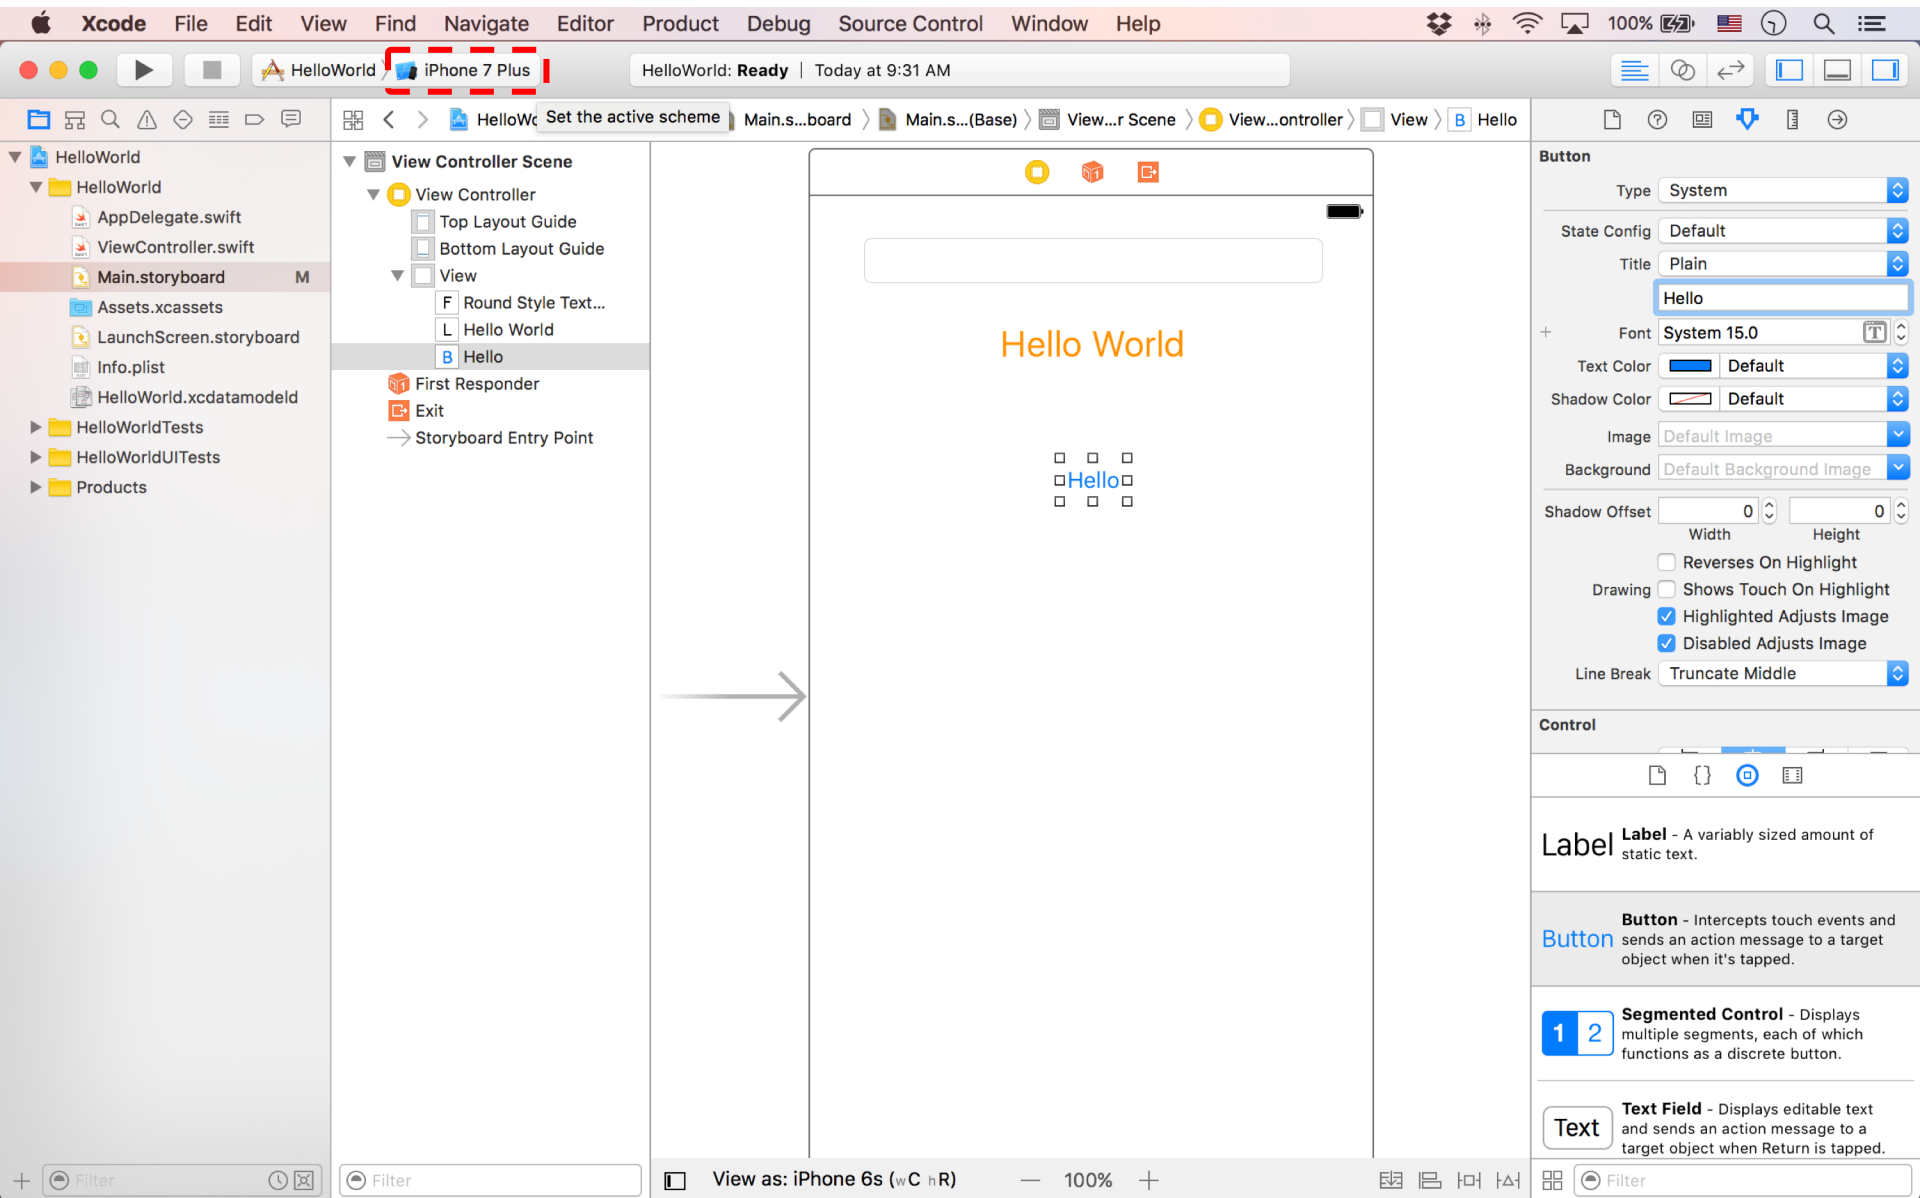 Xcode File Edit View Find Navigate Editor Product Debug Source Control Window Help 100%
HelloWorld iPhone 7 Plus HelloWorld: Ready | Today at 9:31 AM
Set the active scheme
HelloWo Main.s...board Main.s...(Base) View...r Scene View...ontroller View B Hello
HelloWorld
HelloWorld
AppDelegate.swift
ViewController.swift
Main.storyboard M
Assets.xcassets
LaunchScreen.storyboard
Info.plist
HelloWorld.xcdatamodeld
HelloWorldTests
HelloWorldUITests
Products
Filter
View Controller Scene
View Controller
Top Layout Guide
Bottom Layout Guide
View
F Round Style Text...
L Hello World
B Hello
First Responder
Exit
Storyboard Entry Point
Filter
Hello World
Hello
View as: iPhone 6s (wC hR) — 100% +
Button
Type System
State Config Default
Title Plain
Hello
+ Font System 15.0 T
Text Color Default
Shadow Color Default
Image Default Image
Background Default Background Image
Shadow Offset 0 0
Width Height
Reverses On Highlight
Drawing Shows Touch On Highlight
Highlighted Adjusts Image
Disabled Adjusts Image
Line Break Truncate Middle
Control
{}
Label Label - A variably sized amount of
static text.
Button - Intercepts touch events and
Button sends an action message to a target
object when it's tapped.
Segmented Control - Displays
1 2 multiple segments, each of which
functions as a discrete button.
Text Field - Displays editable text
Text and sends an action message to a
target object when Return is tapped.
Filter